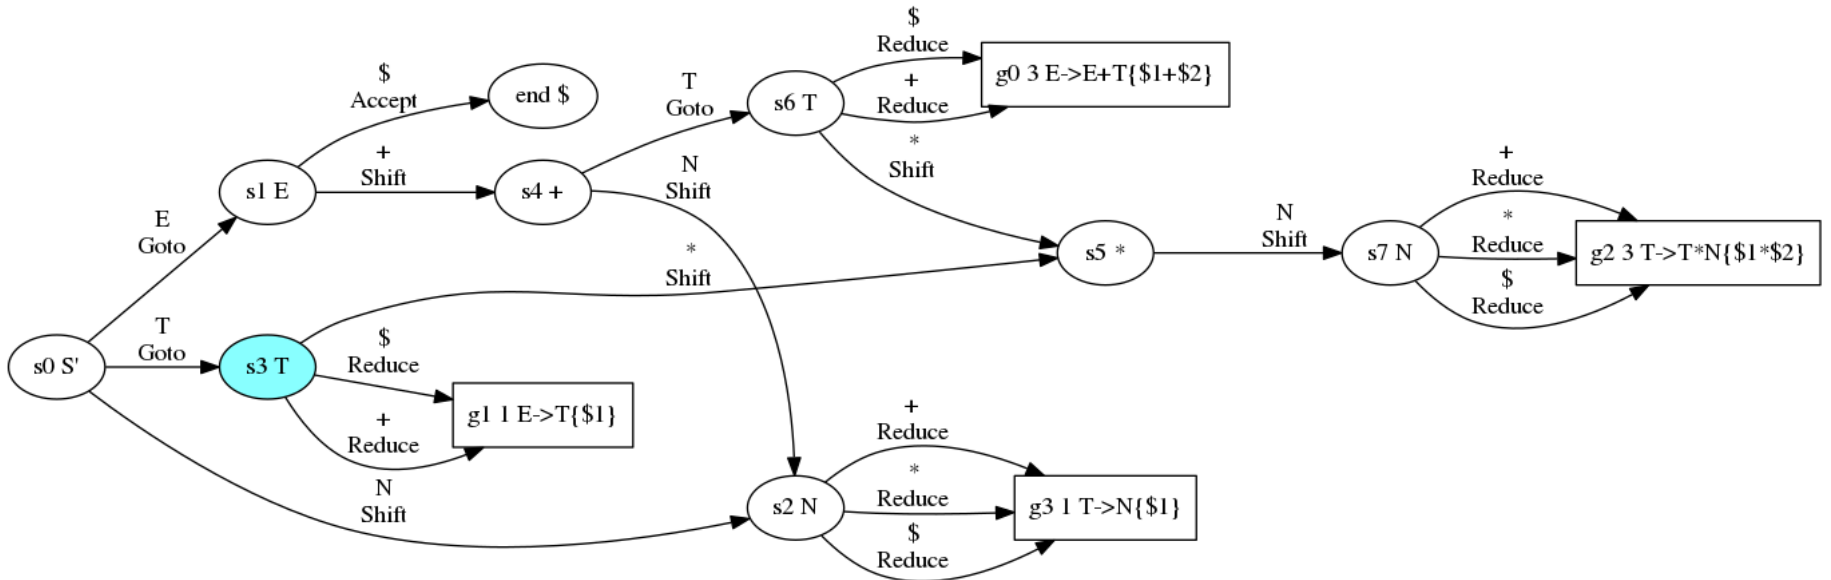 $
Reduce
g0 3 E->E+T{$1+$2}
+
Reduce
s6 T
T
Goto
$
Accept
end $
*
Shift
+
Shift
s1 E
s4 +
N
Shift
E
Goto
*
Shift
s5 *
N
Shift
s7 N
+
Reduce
*
Reduce
$
Reduce
g2 3 T->T*N{$1*$2}
s0 S'
T
Goto
s3 T
$
Reduce
g1 1 E->T{$1}
+
Reduce
N
Shift
s2 N
+
Reduce
*
Reduce
$
Reduce
g3 1 T->N{$1}